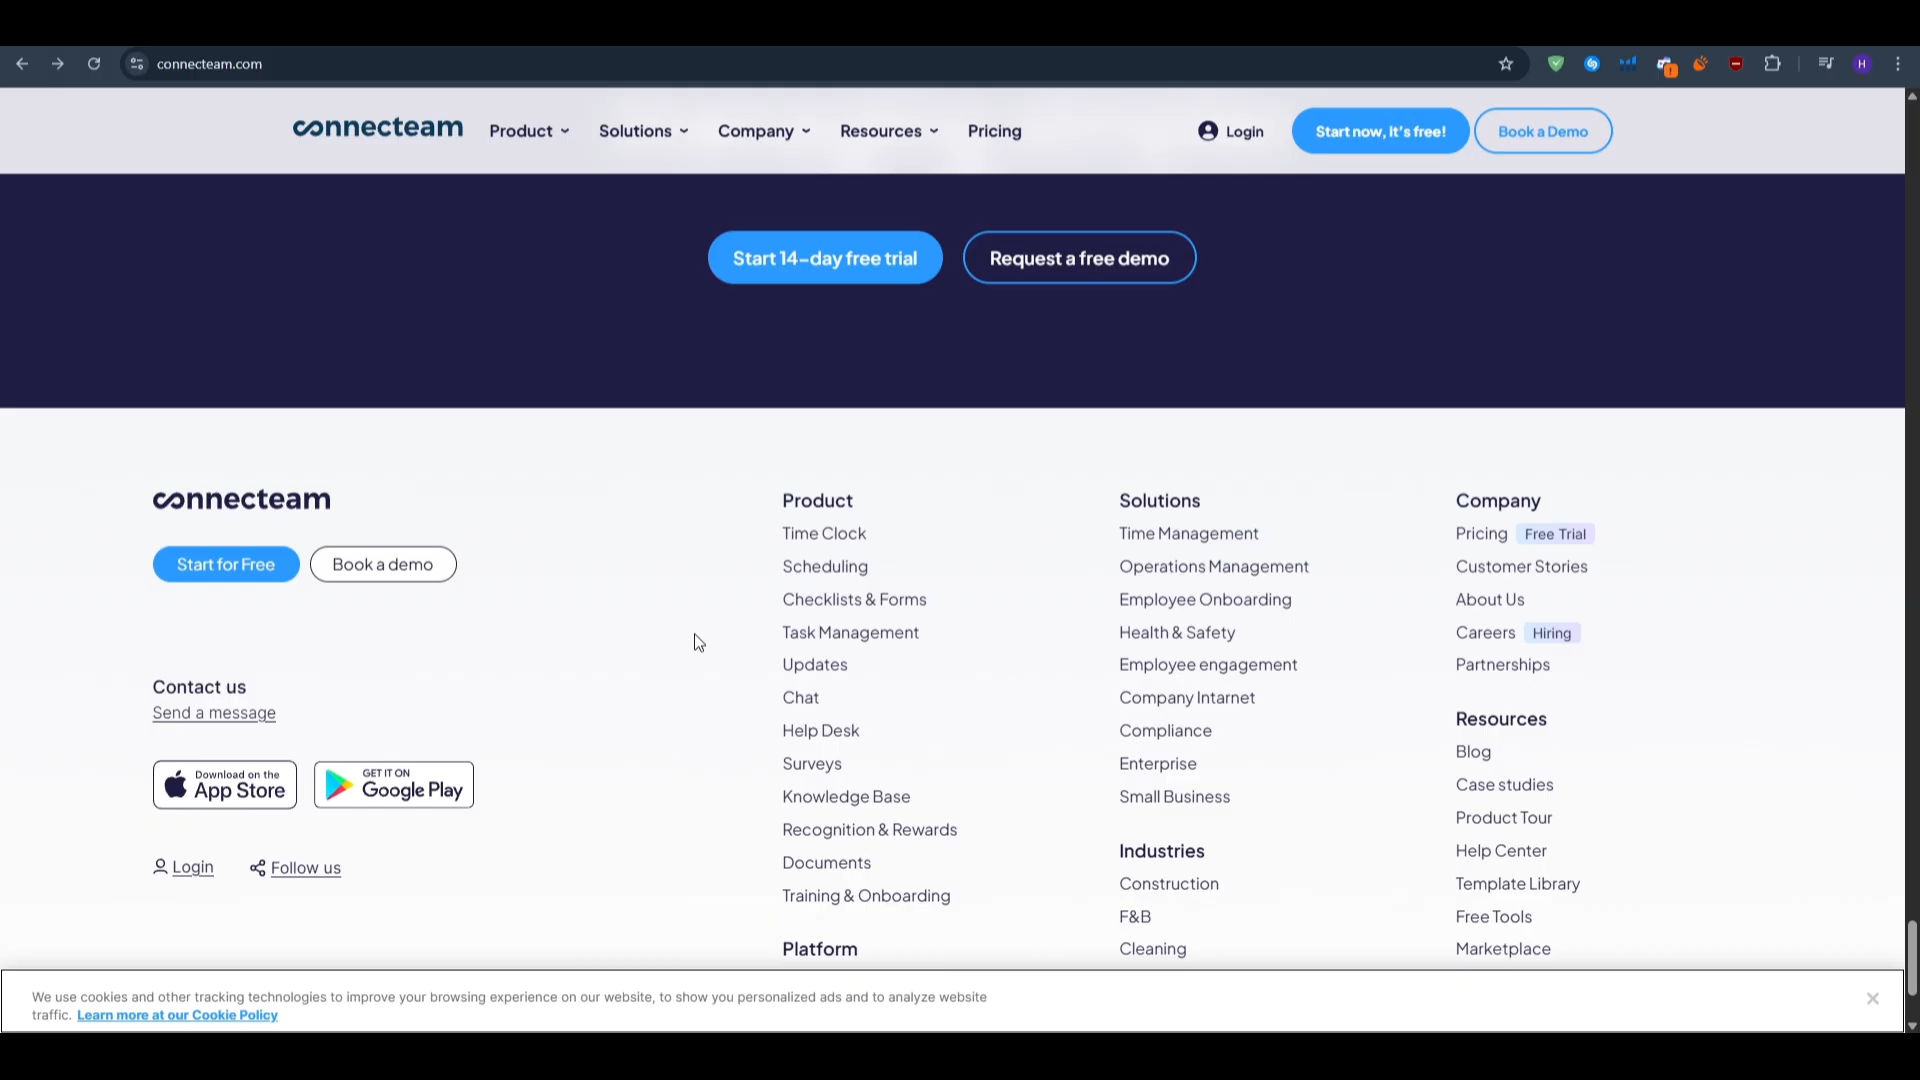 connecteam.com
H
connecteam
Product
Solutions
Company
Resources
Pricing
Login
Start now, It's free!
Book a Demo
Start 14-day free trial
Request a free demo
connecteam
Start for Free
Book a demo
Contact us
Send a message
Download on the
App Store
GET IT ON
Google Play
Login
Follow us
Product
Time Clock
Scheduling
Checklists & Forms
Task Management
Updates
Chat
Help Desk
Surveys
Knowledge Base
Recognition & Rewards
Documents
Training & Onboarding
Platform
Solutions
Time Management
Operations Management
Employee Onboarding
Health & Safety
Employee engagement
Company Internet
Compliance
Enterprise
Small Business
Industries
Construction
F&B
Cleaning
Company
Pricing Free Trial
Customer Stories
About Us
Careers Hiring
Partnerships
Resources
Blog
Case studies
Product Tour
Help Center
Template Library
Free Tools
Marketplace
We use cookies and other tracking technologies to improve your browsing experience on our website, to show you personalized ads and to analyze website
traffic. Learn more at our Cookie Policy